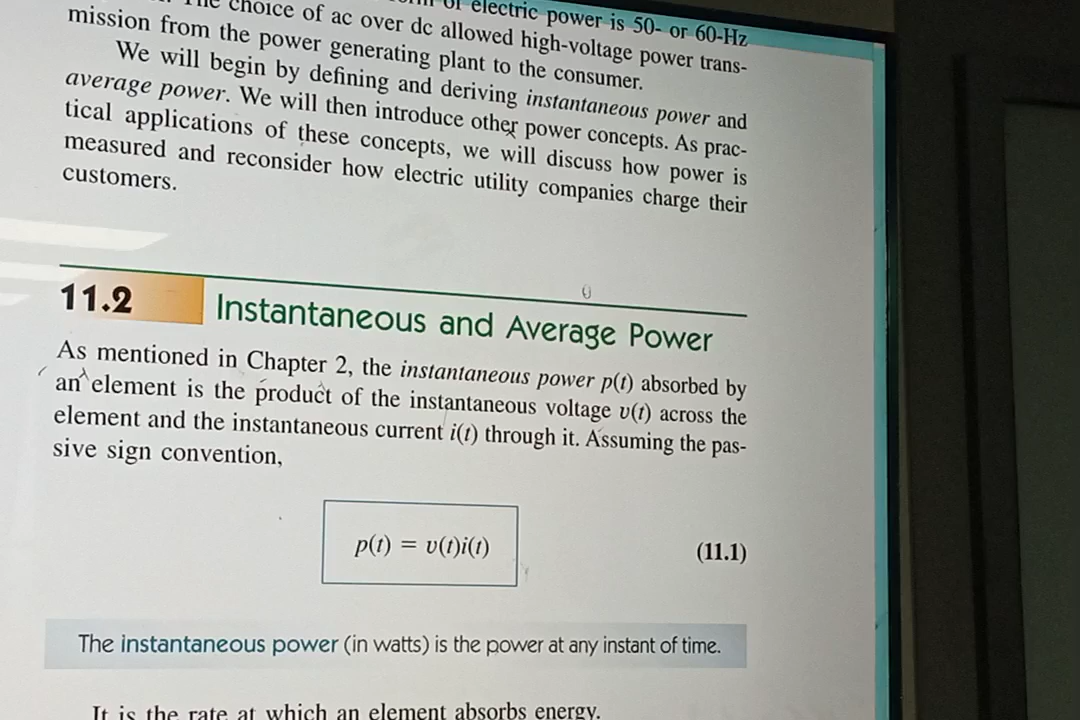 electric power is 50- or 60-Hz
choice of ac over dc allowed high-voltage power trans-
mission from the power generating plant to the consumer.
We will begin by defining and deriving instantaneous power and
average power. We will then introduce other power concepts. As prac-
tical applications of these concepts, we will discuss how power is
measured and reconsider how electric utility companies charge their
customers.
11.2 Instantaneous and Average Power
As mentioned in Chapter 2, the instantaneous power p(t) absorbed by
an element is the product of the instantaneous voltage v(t) across the
element and the instantaneous current i(t) through it. Assuming the pas-
sive sign convention,
p(t) = v(t)i(t) (11.1)
The instantaneous power (in watts) is the power at any instant of time.
It is the rate at which an element absorbs energy.